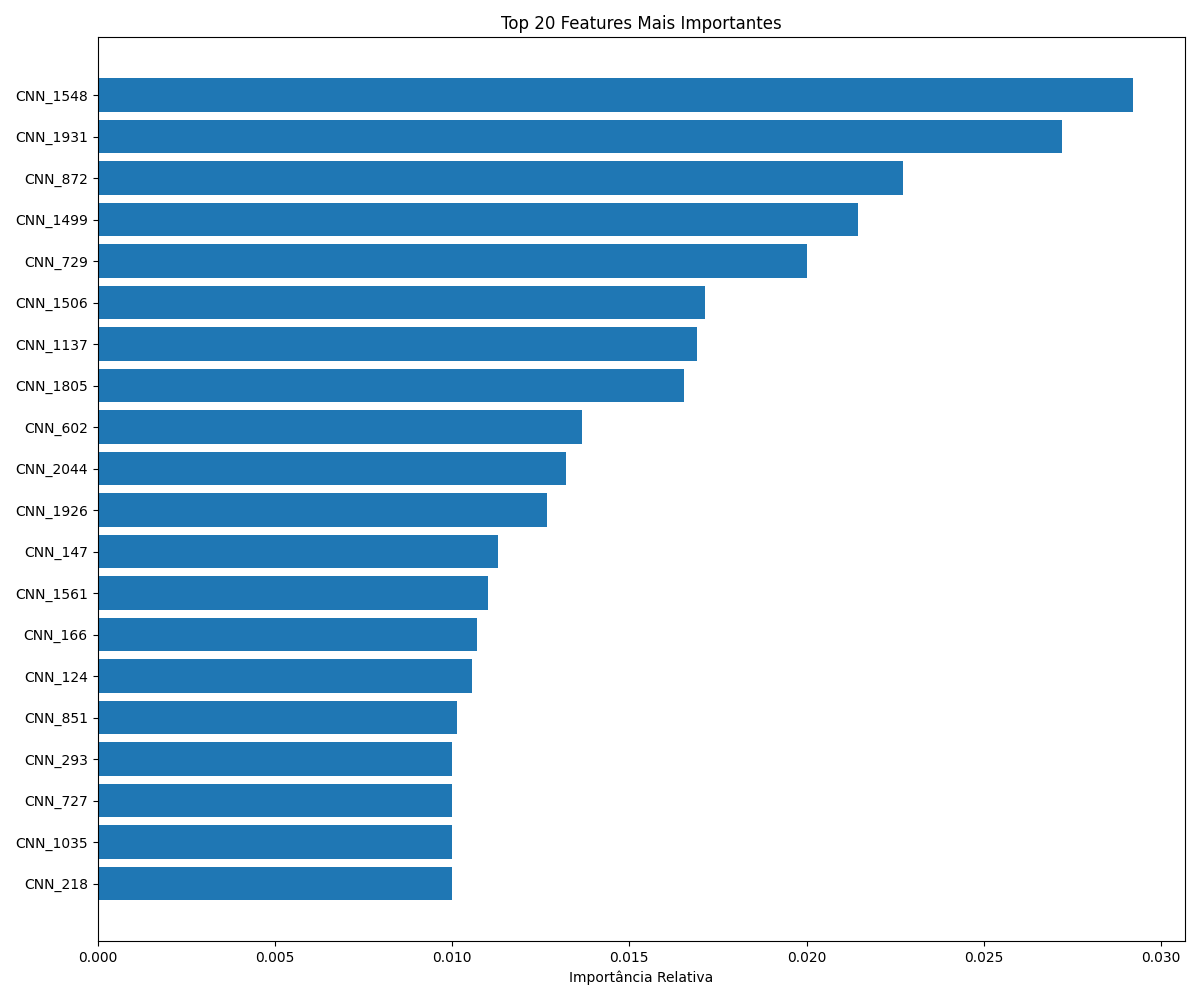 Top 20 Features Mais Importantes
CNN_1548
CNN_1931
CNN_872
CNN_1499
CNN_729
CNN_1506
CNN_1137
CNN_1805
CNN_602
CNN_2044
CNN_1926
CNN_147
CNN_1561
CNN_166
CNN_124
CNN_851
CNN_293
CNN_727
CNN_1035
CNN_218
0.000 0.005 0.010 0.015 0.020 0.025 0.030
Importância Relativa